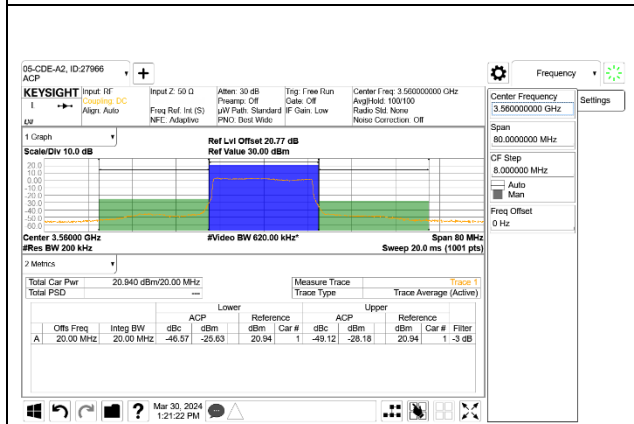 05-CDE-A2, ID:27966
ACP
Frequency
KEYSIGHT Input: RF Input Z: 50 Ω Atten: 30 dB Trig: Free Run Center Freq: 3.560000000 GHz
Coupling: DC Preamp: Off Gate: Off Avg|Hold: 100/100
Align: Auto Freq Ref: Int (S) µW Path: Standard IF Gain: Low Radio Std: None
NFE: Adaptive PNO: Best Wide Noise Correction: Off
Center Frequency
3.560000000 GHz
Settings
Span
80.0000000 MHz
CF Step
8.000000 MHz
Auto
Man
Freq Offset
0 Hz
1 Graph
Scale/Div 10.0 dB
Ref Lvl Offset 20.77 dB
Ref Value 30.00 dBm
20.0
10.0
0.00
-10.0
-20.0
-30.0
-40.0
-50.0
-60.0
Center 3.56000 GHz #Video BW 620.00 kHz* Span 80 MHz
#Res BW 200 kHz Sweep 20.0 ms (1001 pts)
2 Metrics
Total Car Pwr 20.940 dBm/20.00 MHz Measure Trace Trace 1
Total PSD --- Trace Type Trace Average (Active)
Lower Upper
ACP Reference ACP Reference
Offs Freq Integ BW dBc dBm dBm Car # dBc dBm dBm Car # Filter
A 20.00 MHz 20.00 MHz -46.57 -25.63 20.94 1 -49.12 -28.18 20.94 1 -3 dB
Mar 30, 2024
1:21:22 PM